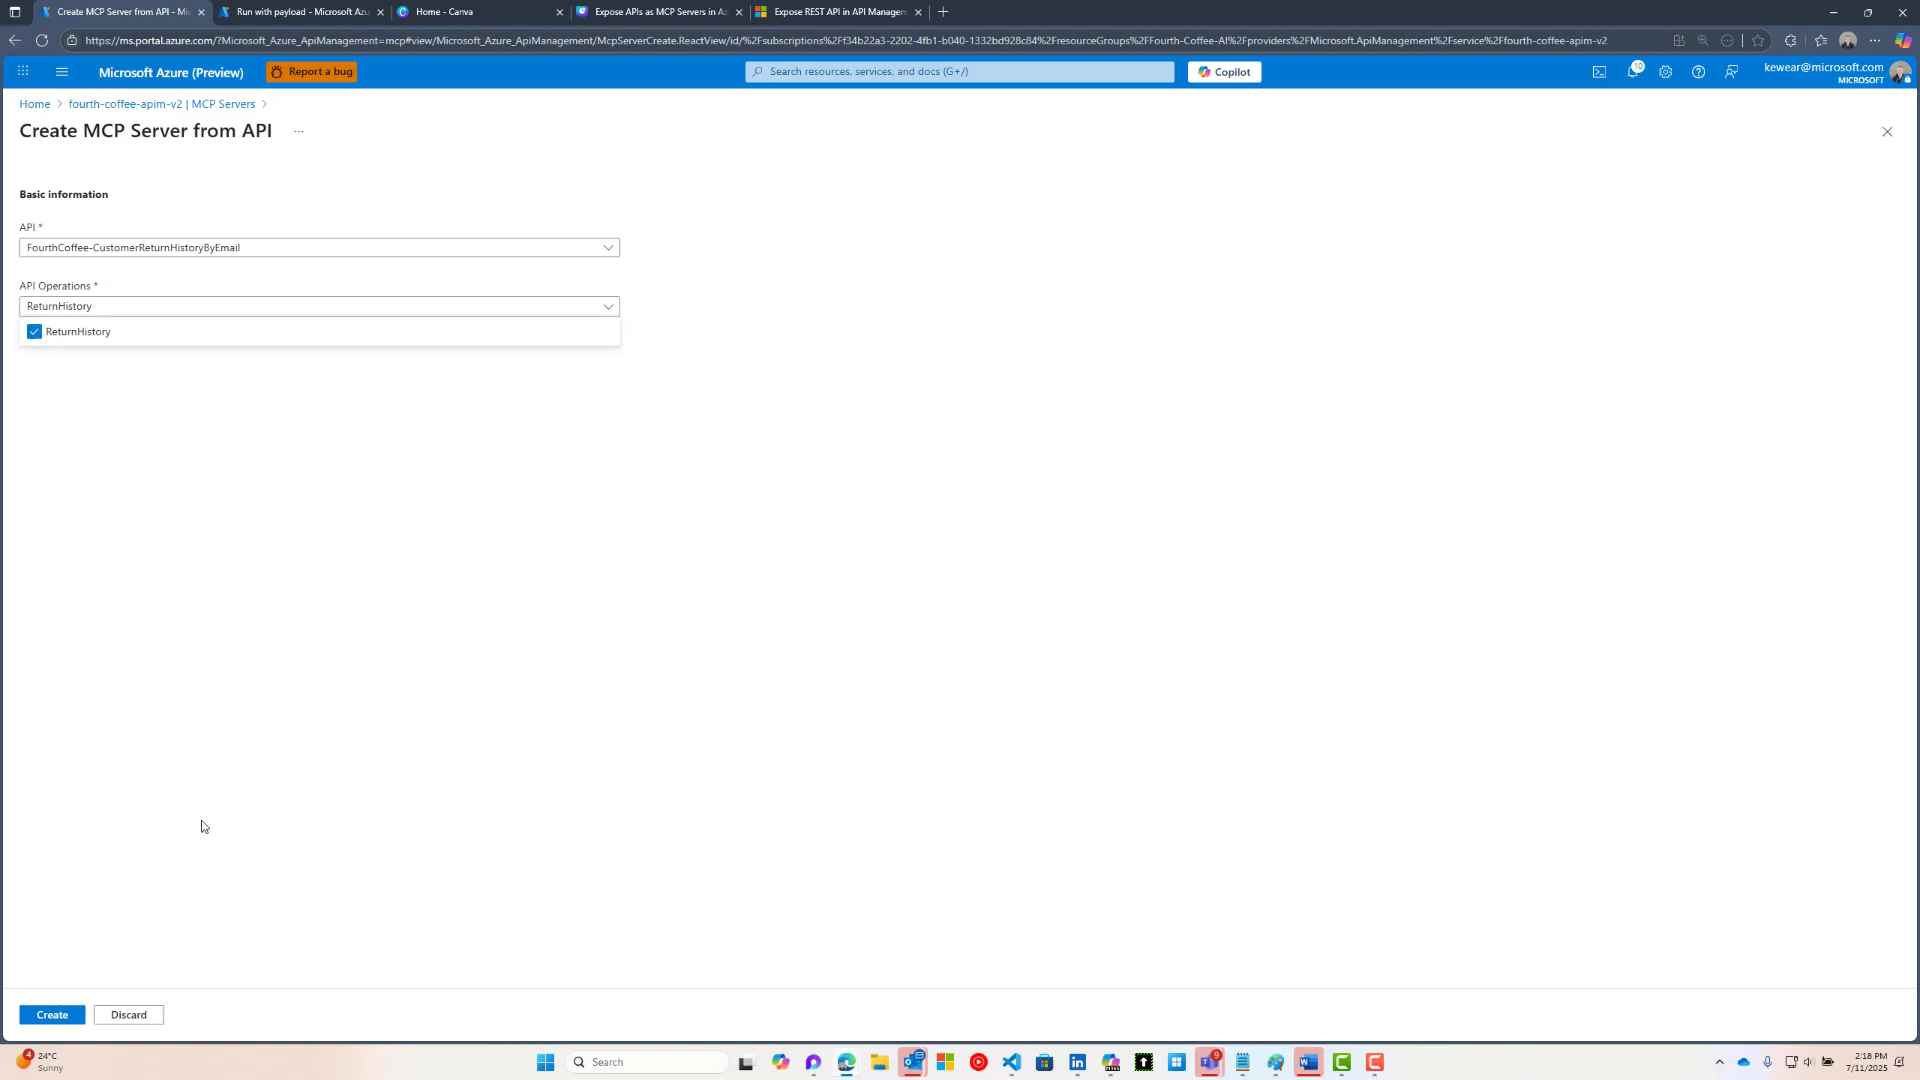 Create MCP Server from API - Mic
Run with payload - Microsoft Azu
Home - Canva
Expose APIs as MCP Servers in Az
Expose REST API in API Managem
https://ms.portal.azure.com/?Microsoft_Azure_ApiManagement=mcp#view/Microsoft_Azure_ApiManagement/McpServerCreate.ReactView/id/%2Fsubscriptions%2Ff34b22a3-2202-4fb1-b040-1332bd928c84%2FresourceGroups%2FFourth-Coffee-AI%2Fproviders%2FMicrosoft.ApiManagement%2Fservice%2Ffourth-coffee-apim-v2
Microsoft Azure (Preview)
Report a bug
Search resources, services, and docs (G+/)
Copilot
10
kewear@microsoft.com
MICROSOFT
Home > fourth-coffee-apim-v2 | MCP Servers >
Create MCP Server from API ...
Basic information
API *
FourthCoffee-CustomerReturnHistoryByEmail
API Operations *
ReturnHistory
ReturnHistory
Create
Discard
4
24°C
Sunny
Search
9
2:18 PM
7/11/2025